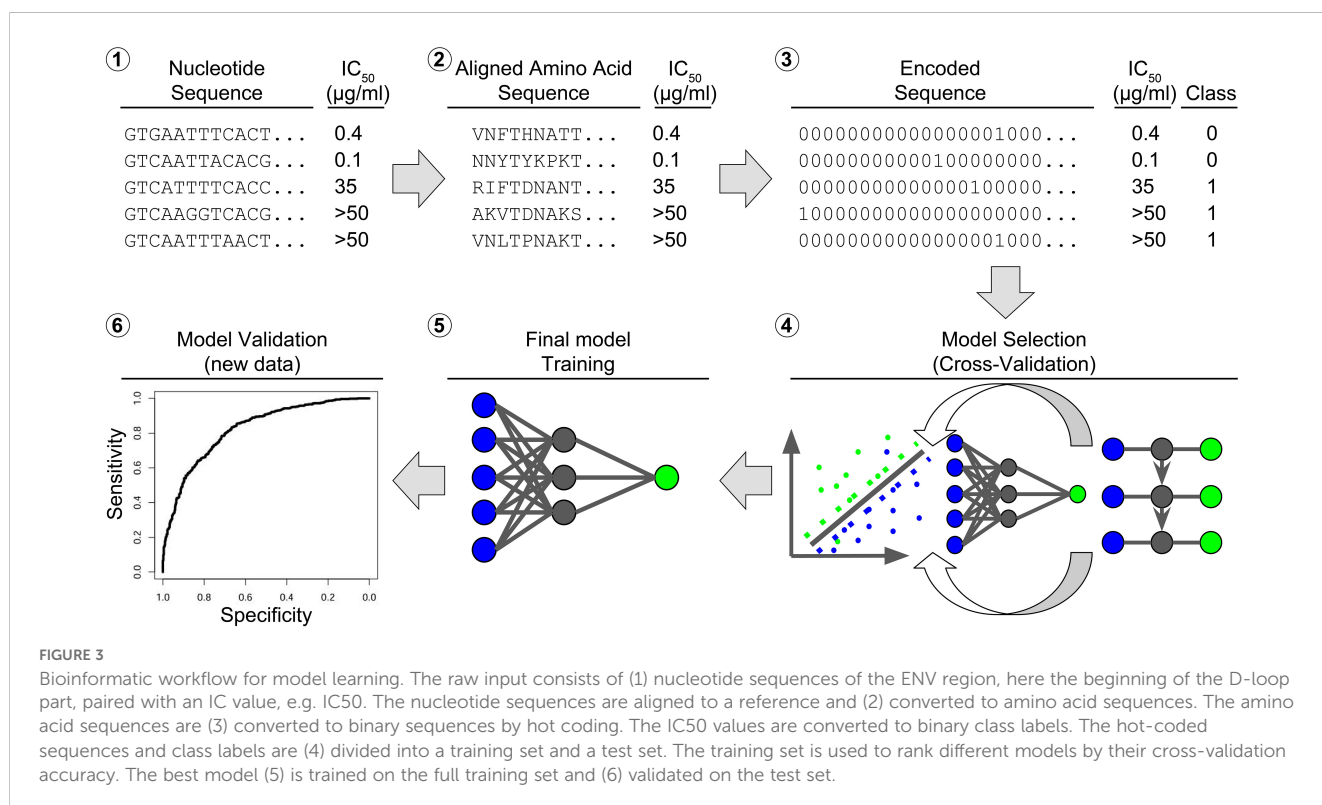 ① Nucleotide Sequence IC50 (µg/ml)
GTGAATTTCACT... 0.4
GTCAATTACACG... 0.1
GTCATTTTCACC... 35
GTCAAGGTCACG... >50
GTCAATTTAACT... >50
② Aligned Amino Acid Sequence IC50 (µg/ml)
VNFTHNATT... 0.4
NNYTYKPKT... 0.1
RIFTDNANT... 35
AKVTDNAKS... >50
VNLTPNAKT... >50
③ Encoded Sequence IC50 (µg/ml) Class
00000000000000001000... 0.4 0
00000000000100000000... 0.1 0
00000000000000100000... 35 1
10000000000000000000... >50 1
00000000000000001000... >50 1
④ Model Selection
(Cross-Validation)
⑤ Final model
Training
⑥ Model Validation
(new data)
Sensitivity
1.0
0.8
0.6
0.4
0.2
0.0
1.0 0.8 0.6 0.4 0.2 0.0
Specificity
FIGURE 3
Bioinformatic workflow for model learning. The raw input consists of (1) nucleotide sequences of the ENV region, here the beginning of the D-loop
part, paired with an IC value, e.g. IC50. The nucleotide sequences are aligned to a reference and (2) converted to amino acid sequences. The amino
acid sequences are (3) converted to binary sequences by hot coding. The IC50 values are converted to binary class labels. The hot-coded
sequences and class labels are (4) divided into a training set and a test set. The training set is used to rank different models by their cross-validation
accuracy. The best model (5) is trained on the full training set and (6) validated on the test set.